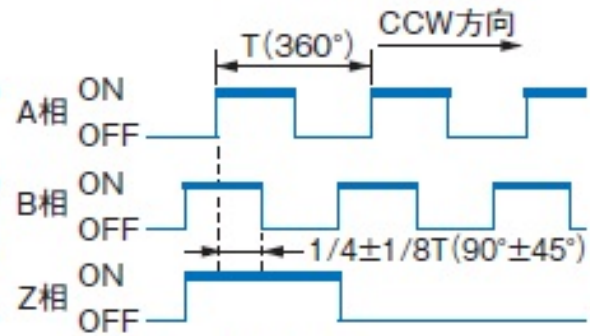 CCW方向
T(360°)
A相 ON
OFF
B相 ON
OFF
1/4±1/8T(90°±45°)
Z相 ON
OFF